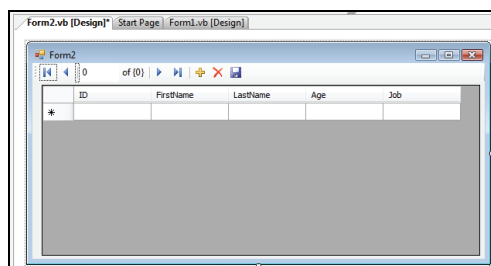 Form2.vb [Design]* Start Page Form1.vb [Design]
Form2
0 of {0}
ID FirstName LastName Age Job